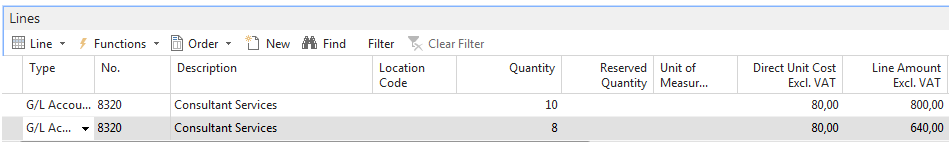 Lines
Line Functions Order New Find Filter Clear Filter
Type No. Description Location Code Quantity Reserved Quantity Unit of Measur... Direct Unit Cost Excl. VAT Line Amount Excl. VAT
G/L Accou... 8320 Consultant Services 10 80,00 800,00
G/L Ac... 8320 Consultant Services 8 80,00 640,00